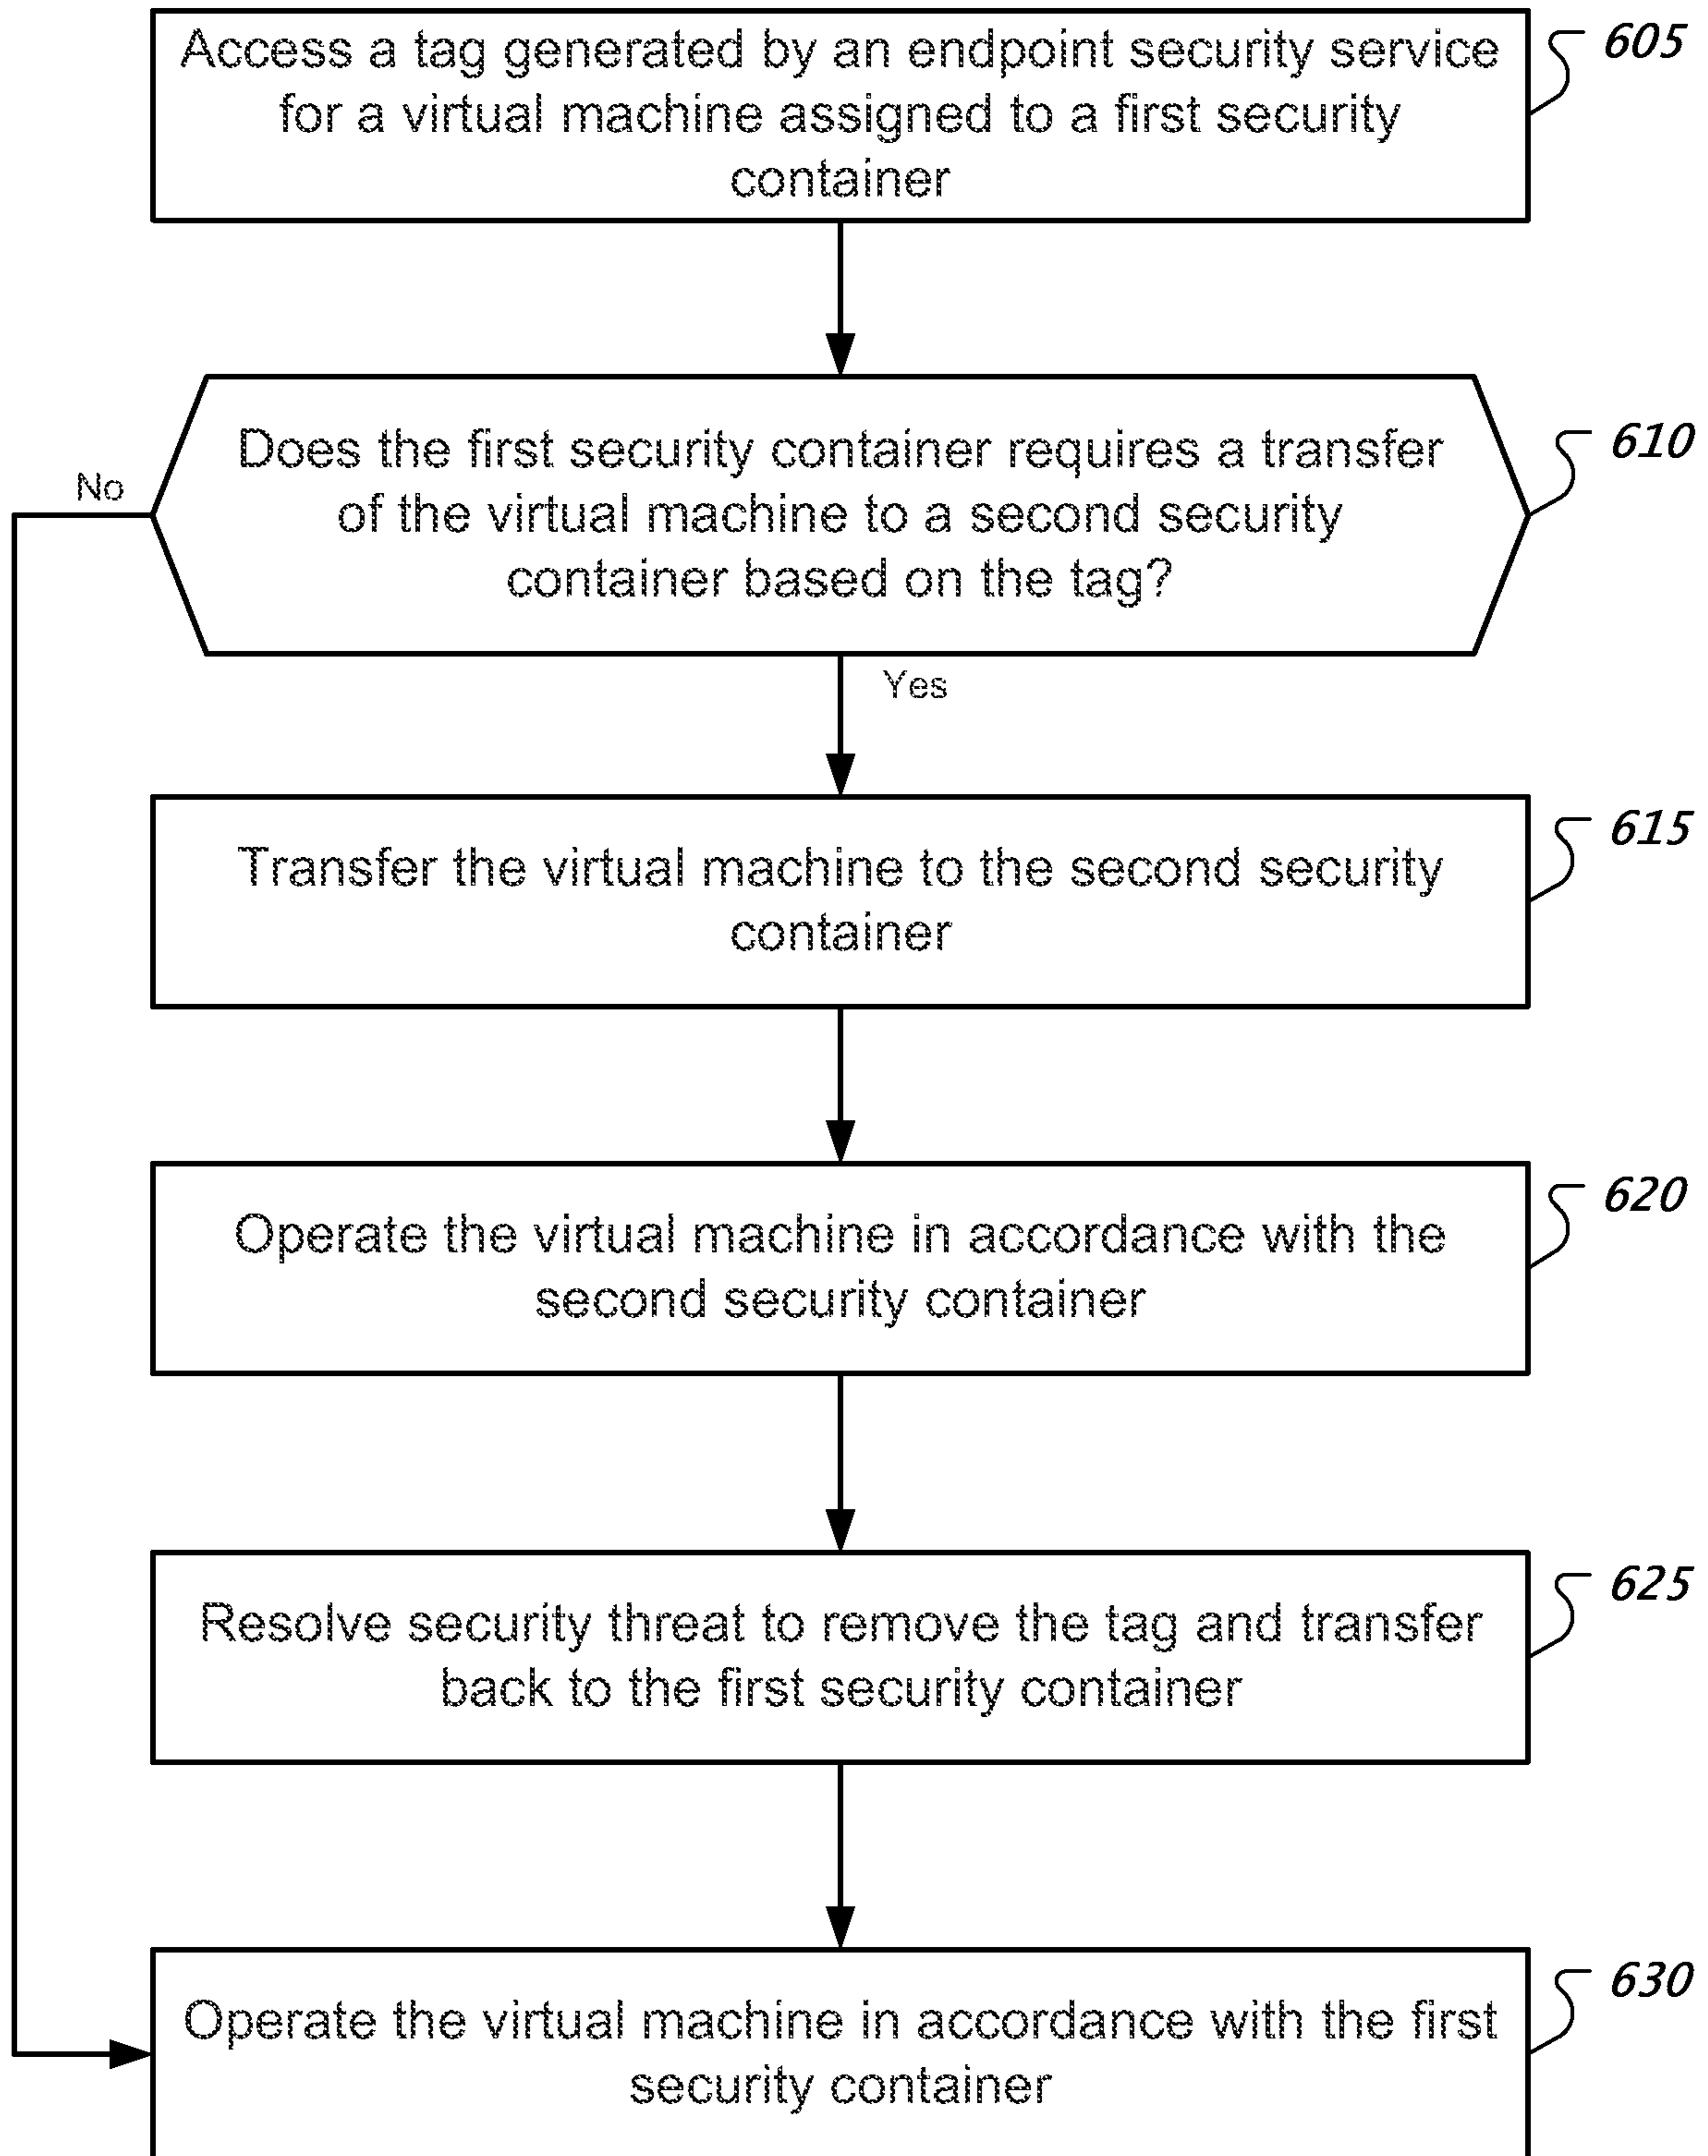 Access a tag generated by an endpoint security service
for a virtual machine assigned to a first security
container
605
Does the first security container requires a transfer
of the virtual machine to a second security
container based on the tag?
610
No
Yes
Transfer the virtual machine to the second security
container
615
Operate the virtual machine in accordance with the
second security container
620
Resolve security threat to remove the tag and transfer
back to the first security container
625
Operate the virtual machine in accordance with the first
security container
630